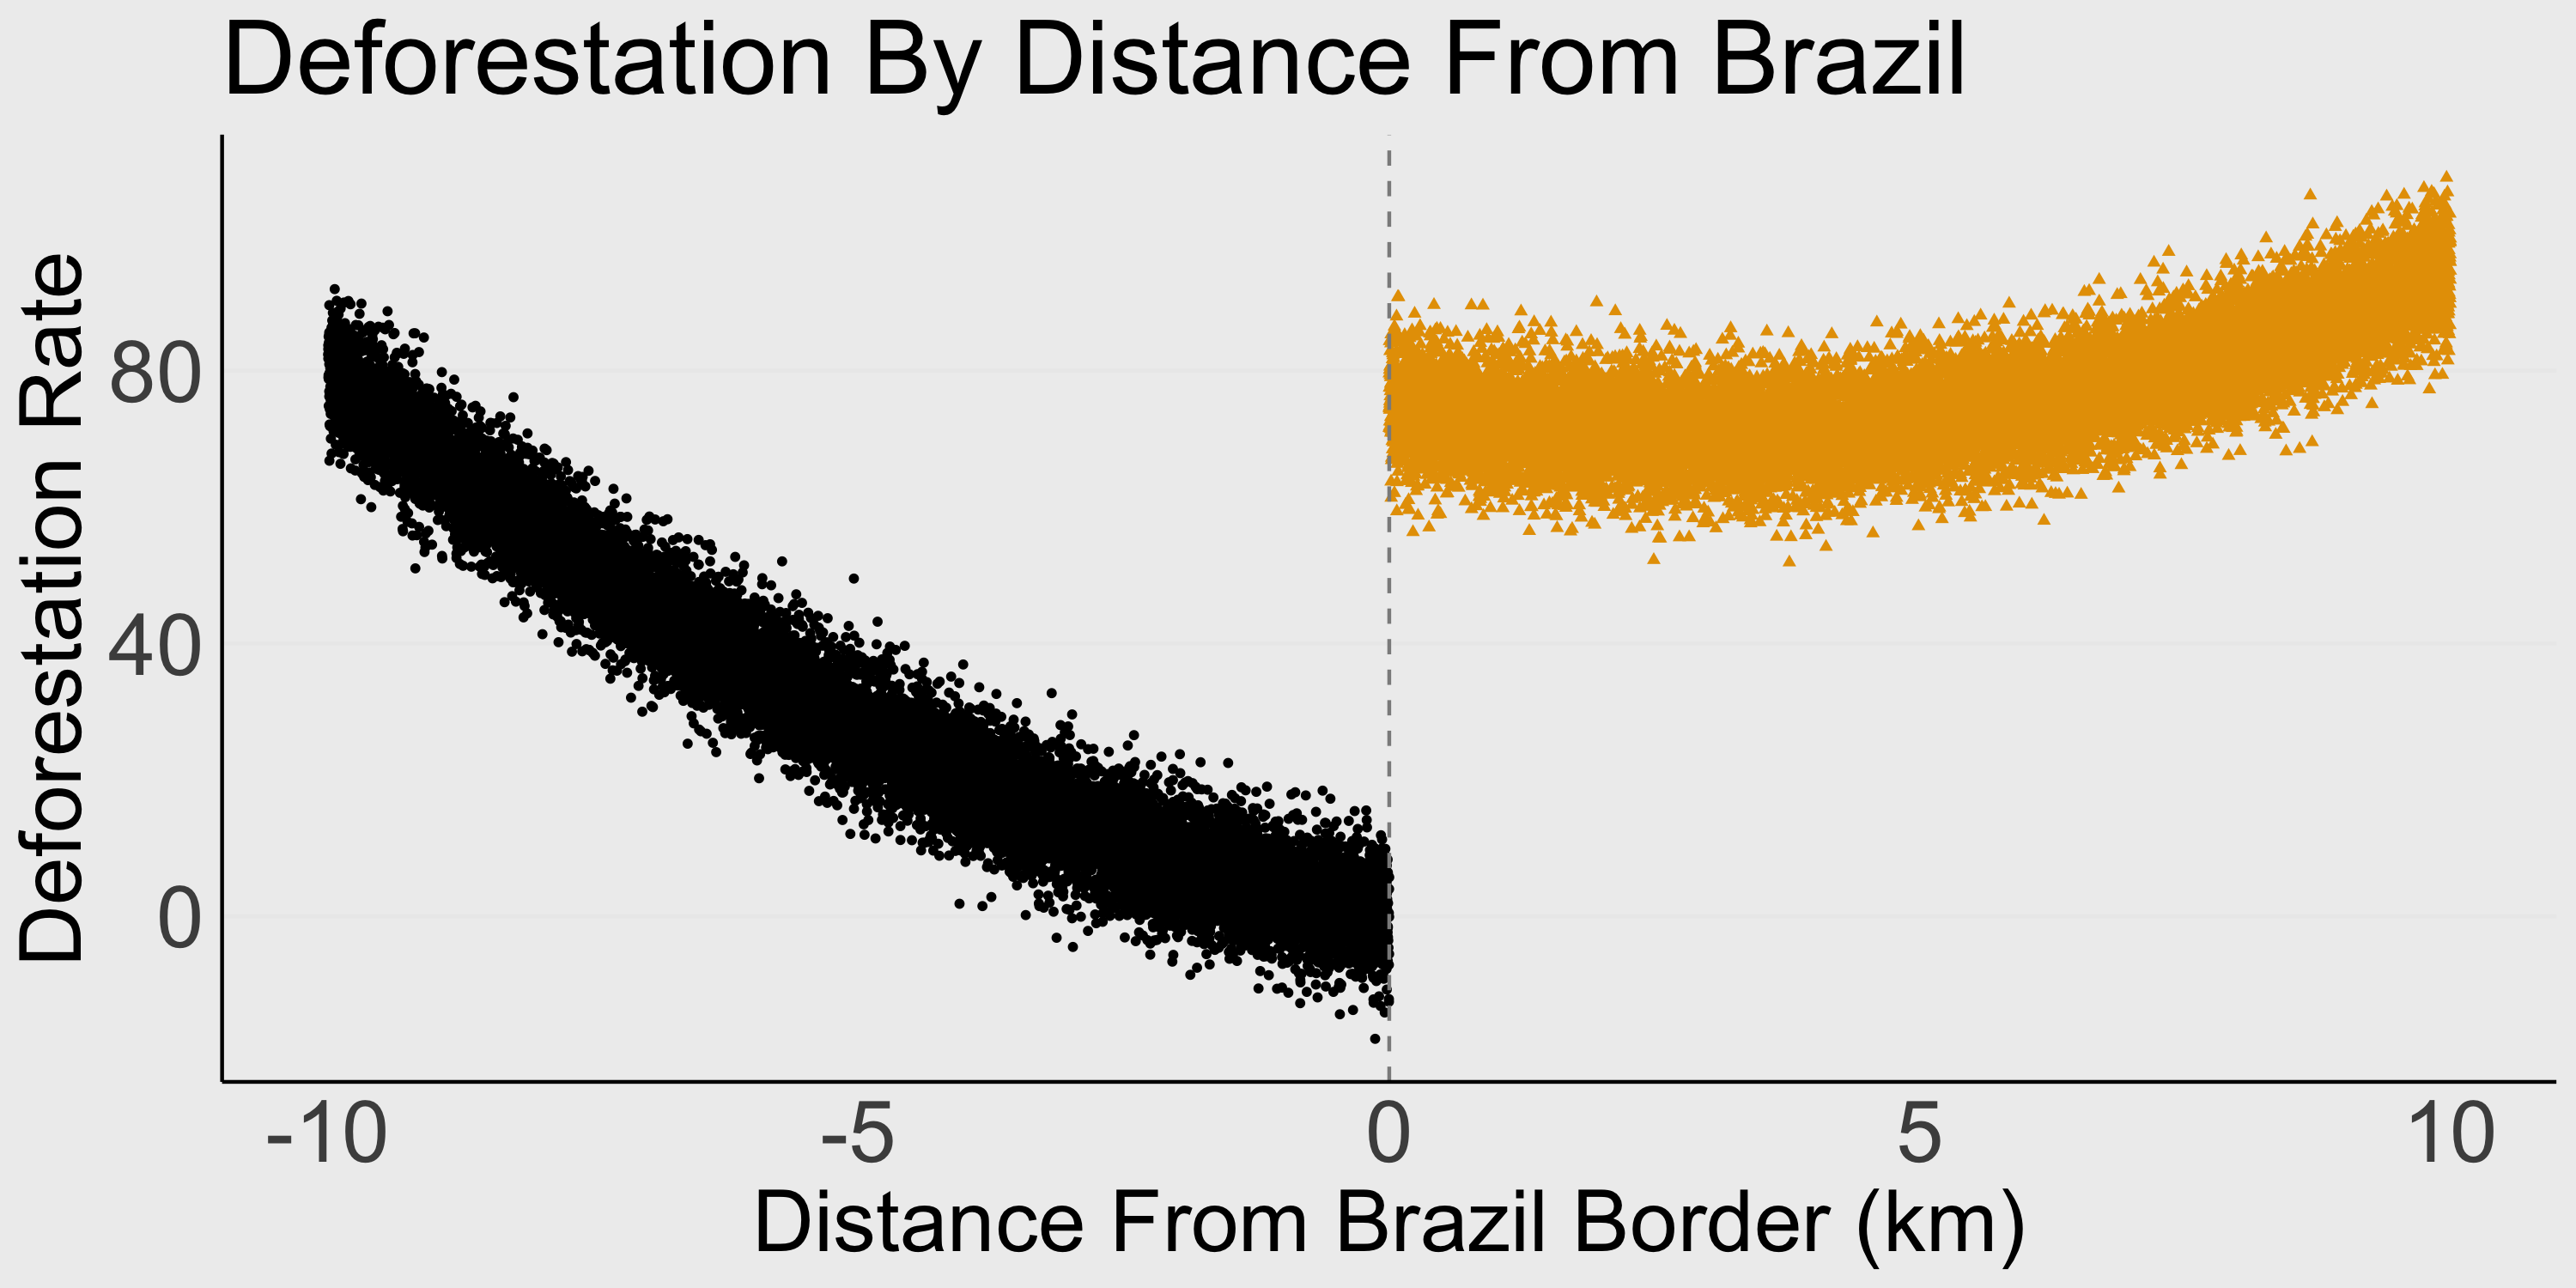 Deforestation By Distance From Brazil
Deforestation Rate
80
40
0
-10 -5 0 5 10
Distance From Brazil Border (km)